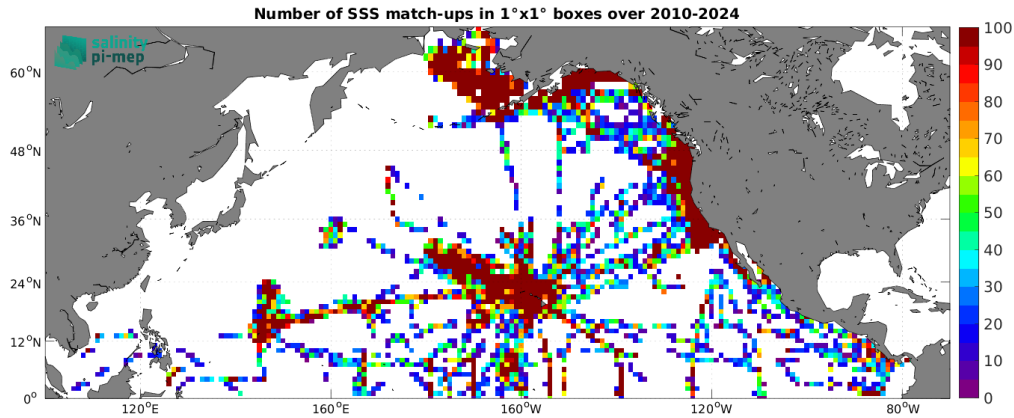 Number of SSS match-ups in 1°x1° boxes over 2010-2024
salinity
pi-mep
60°N
48°N
36°N
24°N
12°N
0°
120°E
160°E
160°W
120°W
80°W
100
90
80
70
60
50
40
30
20
10
0